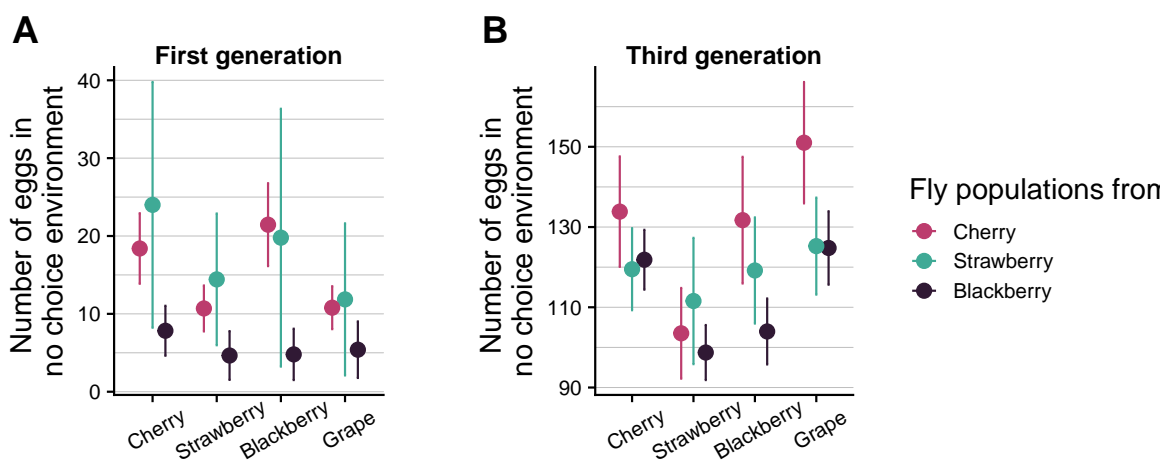 A
First generation
Number of eggs in
no choice environment
40
30
20
10
0
Cherry
Strawberry
Blackberry
Grape
B
Third generation
Number of eggs in
no choice environment
150
130
110
90
Cherry
Strawberry
Blackberry
Grape
Fly populations from
Cherry
Strawberry
Blackberry